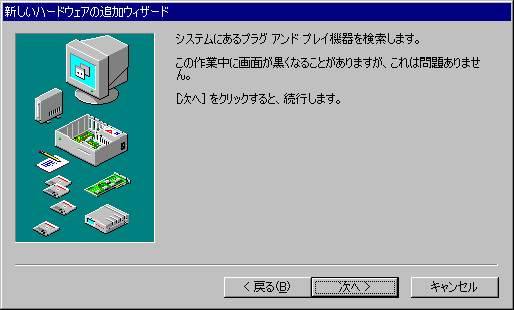 新しいハードウェアの追加ウィザード
システムにあるプラグ アンド プレイ機器を検索します。
この作業中に画面が黒くなることがありますが、これは問題ありませ
ん。
[次へ] をクリックすると、続行します。
< 戻る(B)
次へ >
キャンセル